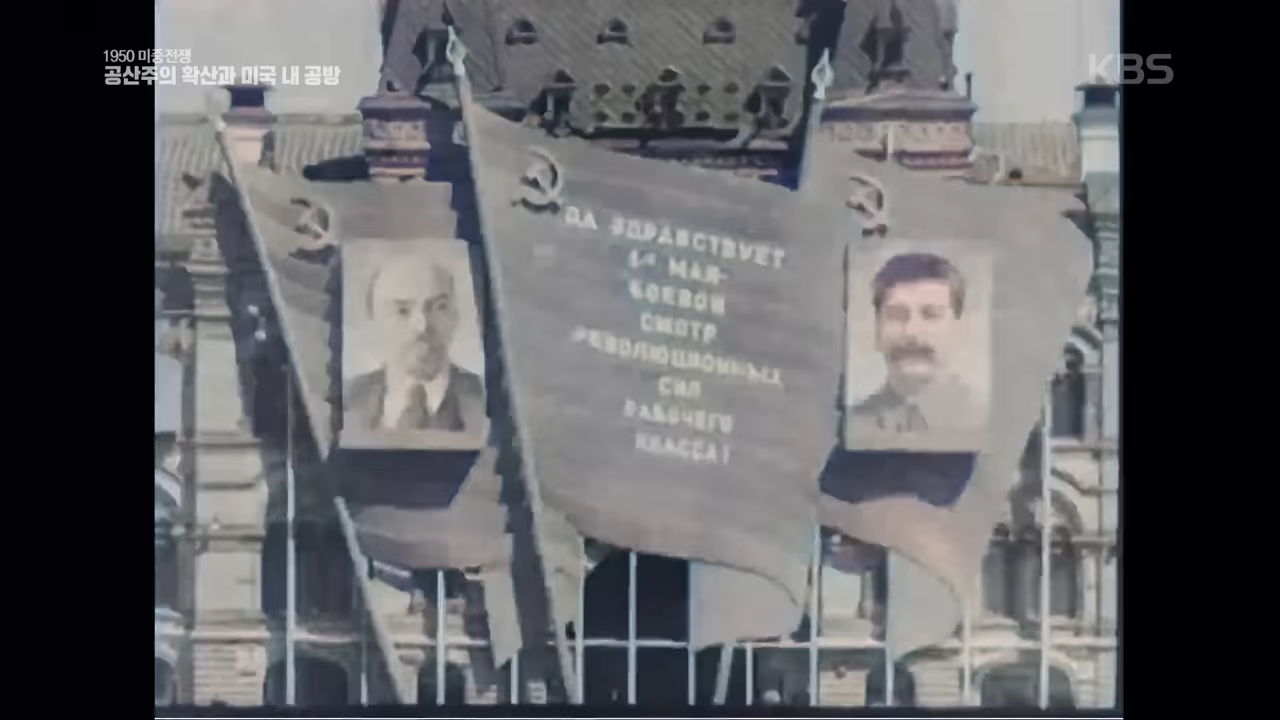 1950 미중전쟁
공산주의 확산과 미국 내 공방
KBS
ДА ЗДРАВСТВУЕТ
1-е МАЯ-
БОЕВОЙ
СМОТР
РЕВОЛЮЦИОННЫХ
СИЛ
РАБОЧЕГО
КЛАССА!